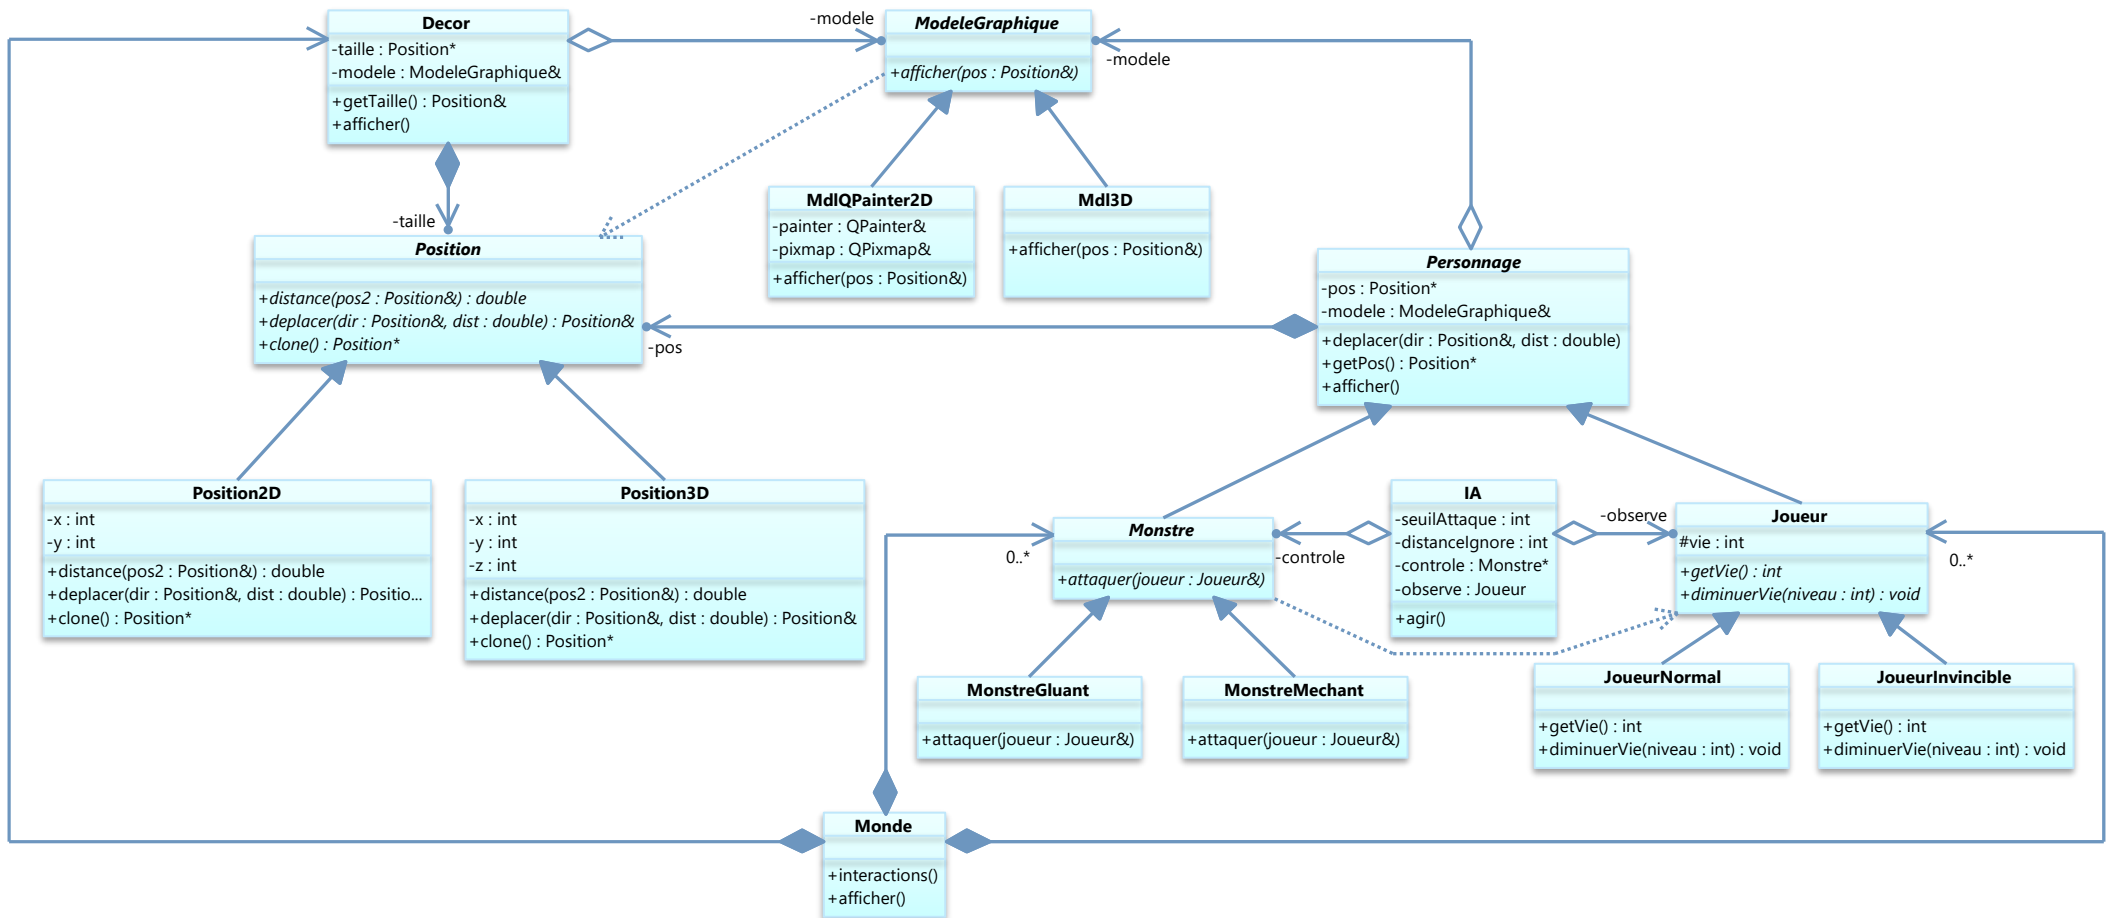 Decor
-taille : Position*
-modele : ModeleGraphique&
+getTaille() : Position&
+afficher()
-modele
ModeleGraphique
+afficher(pos : Position&)
-modele
-taille
MdlQPainter2D
-painter : QPainter&
-pixmap : QPixmap&
+afficher(pos : Position&)
Mdl3D
+afficher(pos : Position&)
Position
+distance(pos2 : Position&) : double
+deplacer(dir : Position&, dist : double) : Position&
+clone() : Position*
-pos
Personnage
-pos : Position*
-modele : ModeleGraphique&
+deplacer(dir : Position&, dist : double)
+getPos() : Position*
+afficher()
Position2D
-x : int
-y : int
+distance(pos2 : Position&) : double
+deplacer(dir : Position&, dist : double) : Positio...
+clone() : Position*
Position3D
-x : int
-y : int
-z : int
+distance(pos2 : Position&) : double
+deplacer(dir : Position&, dist : double) : Position&
+clone() : Position*
0..*
Monstre
+attaquer(joueur : Joueur&)
-controle
IA
-seuilAttaque : int
-distanceIgnore : int
-controle : Monstre*
-observe : Joueur
+agir()
-observe
Joueur
#vie : int
+getVie() : int
+diminuerVie(niveau : int) : void
0..*
MonstreGluant
+attaquer(joueur : Joueur&)
MonstreMechant
+attaquer(joueur : Joueur&)
JoueurNormal
+getVie() : int
+diminuerVie(niveau : int) : void
JoueurInvincible
+getVie() : int
+diminuerVie(niveau : int) : void
Monde
+interactions()
+afficher()